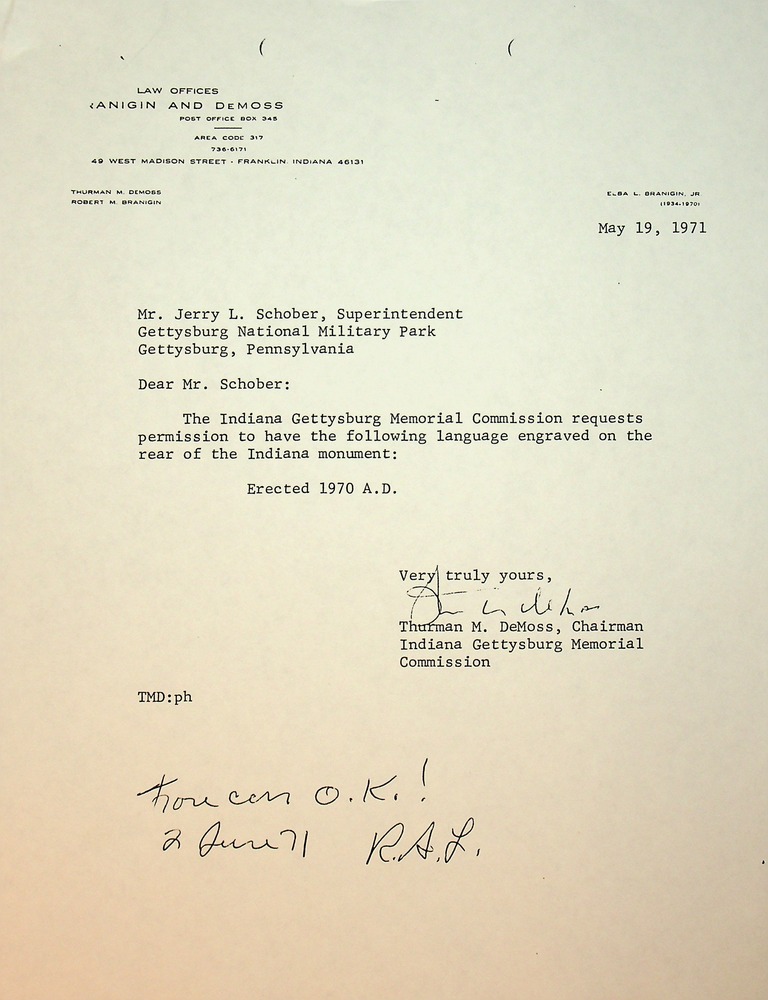 LAW OFFICES
RANIGIN AND DEMOSS
POST OFFICE BOX 345
AREA CODE 317
736-6171
49 WEST MADISON STREET · FRANKLIN, INDIANA 46131
THURMAN M. DEMOSS
ROBERT M. BRANIGIN
ELBA L. BRANIGIN, JR.
(1934-1970)
May 19, 1971
Mr. Jerry L. Schober, Superintendent
Gettysburg National Military Park
Gettysburg, Pennsylvania
Dear Mr. Schober:
The Indiana Gettysburg Memorial Commission requests
permission to have the following language engraved on the
rear of the Indiana monument:
Erected 1970 A.D.
Very truly yours,
Thurman M. DeMoss, Chairman
Indiana Gettysburg Memorial
Commission
TMD:ph
You can O.K.!
2 June 71 R.A.L.